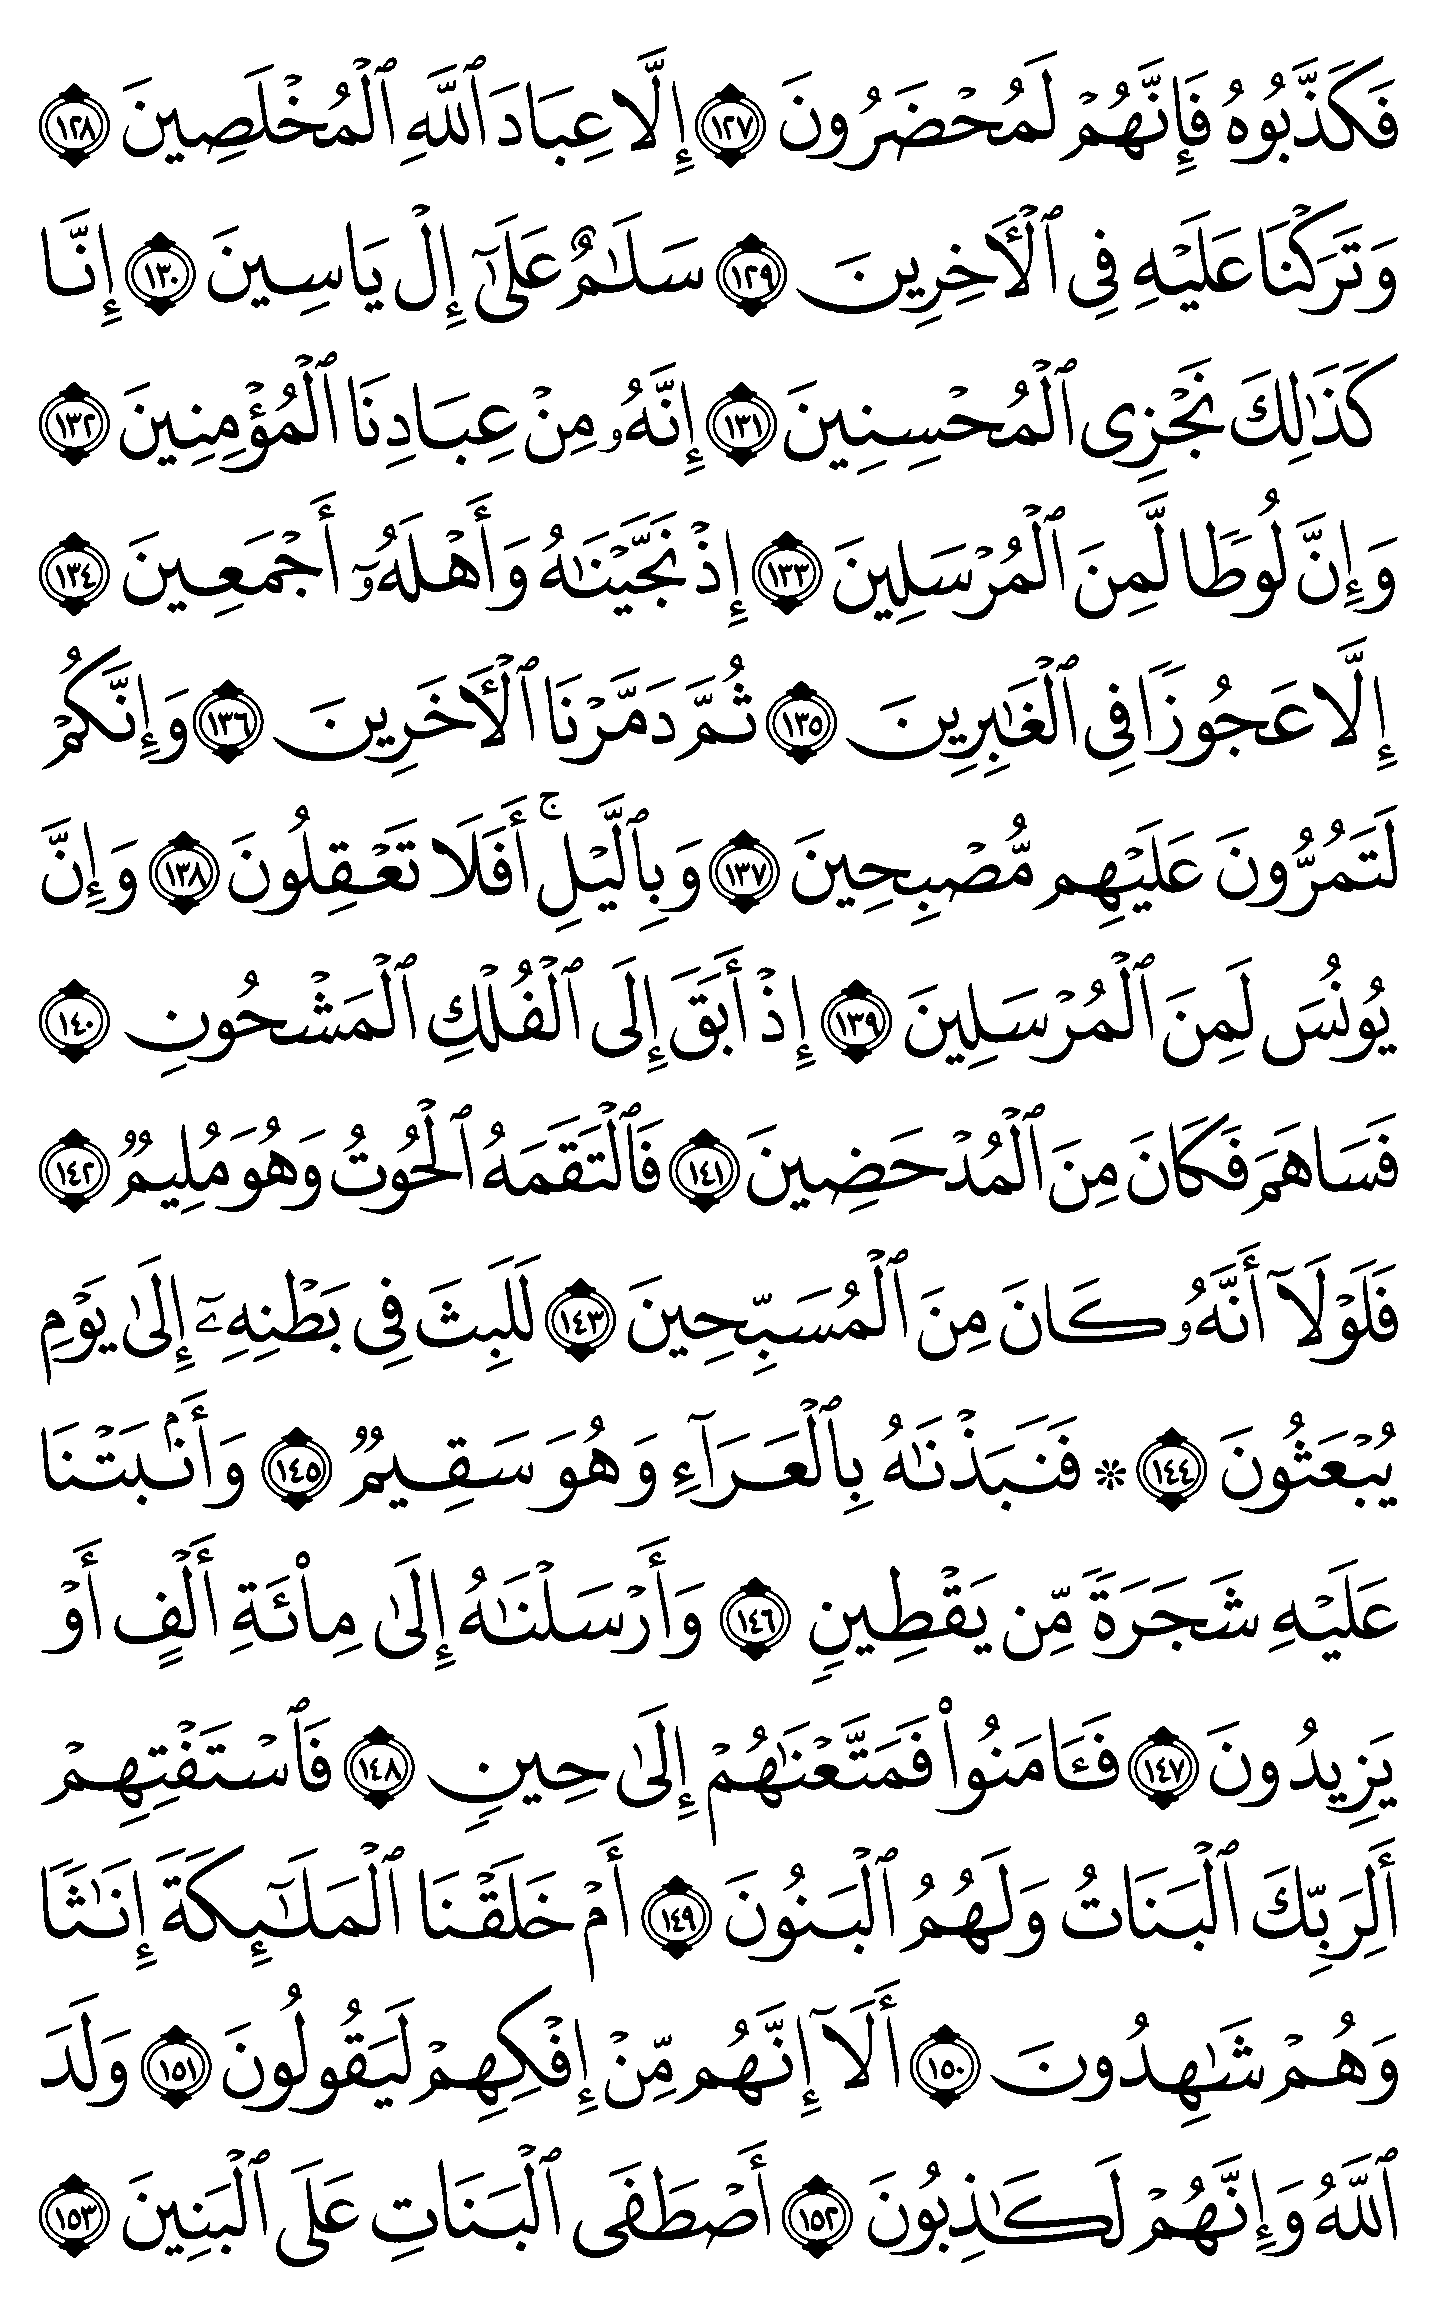 فَكَذَّبُوهُ فَإِنَّهُمْ لَمُحْضَرُونَ ١٢٧ إِلَّا عِبَادَ ٱللَّهِ ٱلْمُخْلَصِينَ ١٢٨
وَتَرَكْنَا عَلَيْهِ فِي ٱلْأَخِرِينَ ١٢٩ سَلَٰمٌ عَلَىٰٓ إِلْ يَاسِينَ ١٣٠ إِنَّا
كَذَٰلِكَ نَجْزِي ٱلْمُحْسِنِينَ ١٣١ إِنَّهُۥ مِنْ عِبَادِنَا ٱلْمُؤْمِنِينَ ١٣٢
وَإِنَّ لُوطًا لَّمِنَ ٱلْمُرْسَلِينَ ١٣٣ إِذْ نَجَّيْنَٰهُ وَأَهْلَهُۥٓ أَجْمَعِينَ ١٣٤
إِلَّا عَجُوزًا فِي ٱلْغَٰبِرِينَ ١٣٥ ثُمَّ دَمَّرْنَا ٱلْأَخَرِينَ ١٣٦ وَإِنَّكُمْ
لَتَمُرُّونَ عَلَيْهِم مُّصْبِحِينَ ١٣٧ وَبِٱلَّيْلِۚ أَفَلَا تَعْقِلُونَ ١٣٨ وَإِنَّ
يُونُسَ لَمِنَ ٱلْمُرْسَلِينَ ١٣٩ إِذْ أَبَقَ إِلَى ٱلْفُلْكِ ٱلْمَشْحُونِ ١٤٠
فَسَاهَمَ فَكَانَ مِنَ ٱلْمُدْحَضِينَ ١٤١ فَٱلْتَقَمَهُ ٱلْحُوتُ وَهُوَ مُلِيمٌ ١٤٢
فَلَوْلَآ أَنَّهُۥ كَانَ مِنَ ٱلْمُسَبِّحِينَ ١٤٣ لَلَبِثَ فِي بَطْنِهِۦٓ إِلَىٰ يَوْمِ
يُبْعَثُونَ ١٤٤ ۞ فَنَبَذْنَٰهُ بِٱلْعَرَآءِ وَهُوَ سَقِيمٌ ١٤٥ وَأَنۢبَتْنَا
عَلَيْهِ شَجَرَةً مِّن يَقْطِينٍ ١٤٦ وَأَرْسَلْنَٰهُ إِلَىٰ مِا۟ئَةِ أَلْفٍ أَوْ
يَزِيدُونَ ١٤٧ فَـَٔامَنُوا۟ فَمَتَّعْنَٰهُمْ إِلَىٰ حِينٍ ١٤٨ فَٱسْتَفْتِهِمْ
أَلِرَبِّكَ ٱلْبَنَاتُ وَلَهُمُ ٱلْبَنُونَ ١٤٩ أَمْ خَلَقْنَا ٱلْمَلَٰٓئِكَةَ إِنَٰثًا
وَهُمْ شَٰهِدُونَ ١٥٠ أَلَآ إِنَّهُم مِّنْ إِفْكِهِمْ لَيَقُولُونَ ١٥١ وَلَدَ
ٱللَّهُ وَإِنَّهُمْ لَكَٰذِبُونَ ١٥٢ أَصْطَفَى ٱلْبَنَاتِ عَلَى ٱلْبَنِينَ ١٥٣